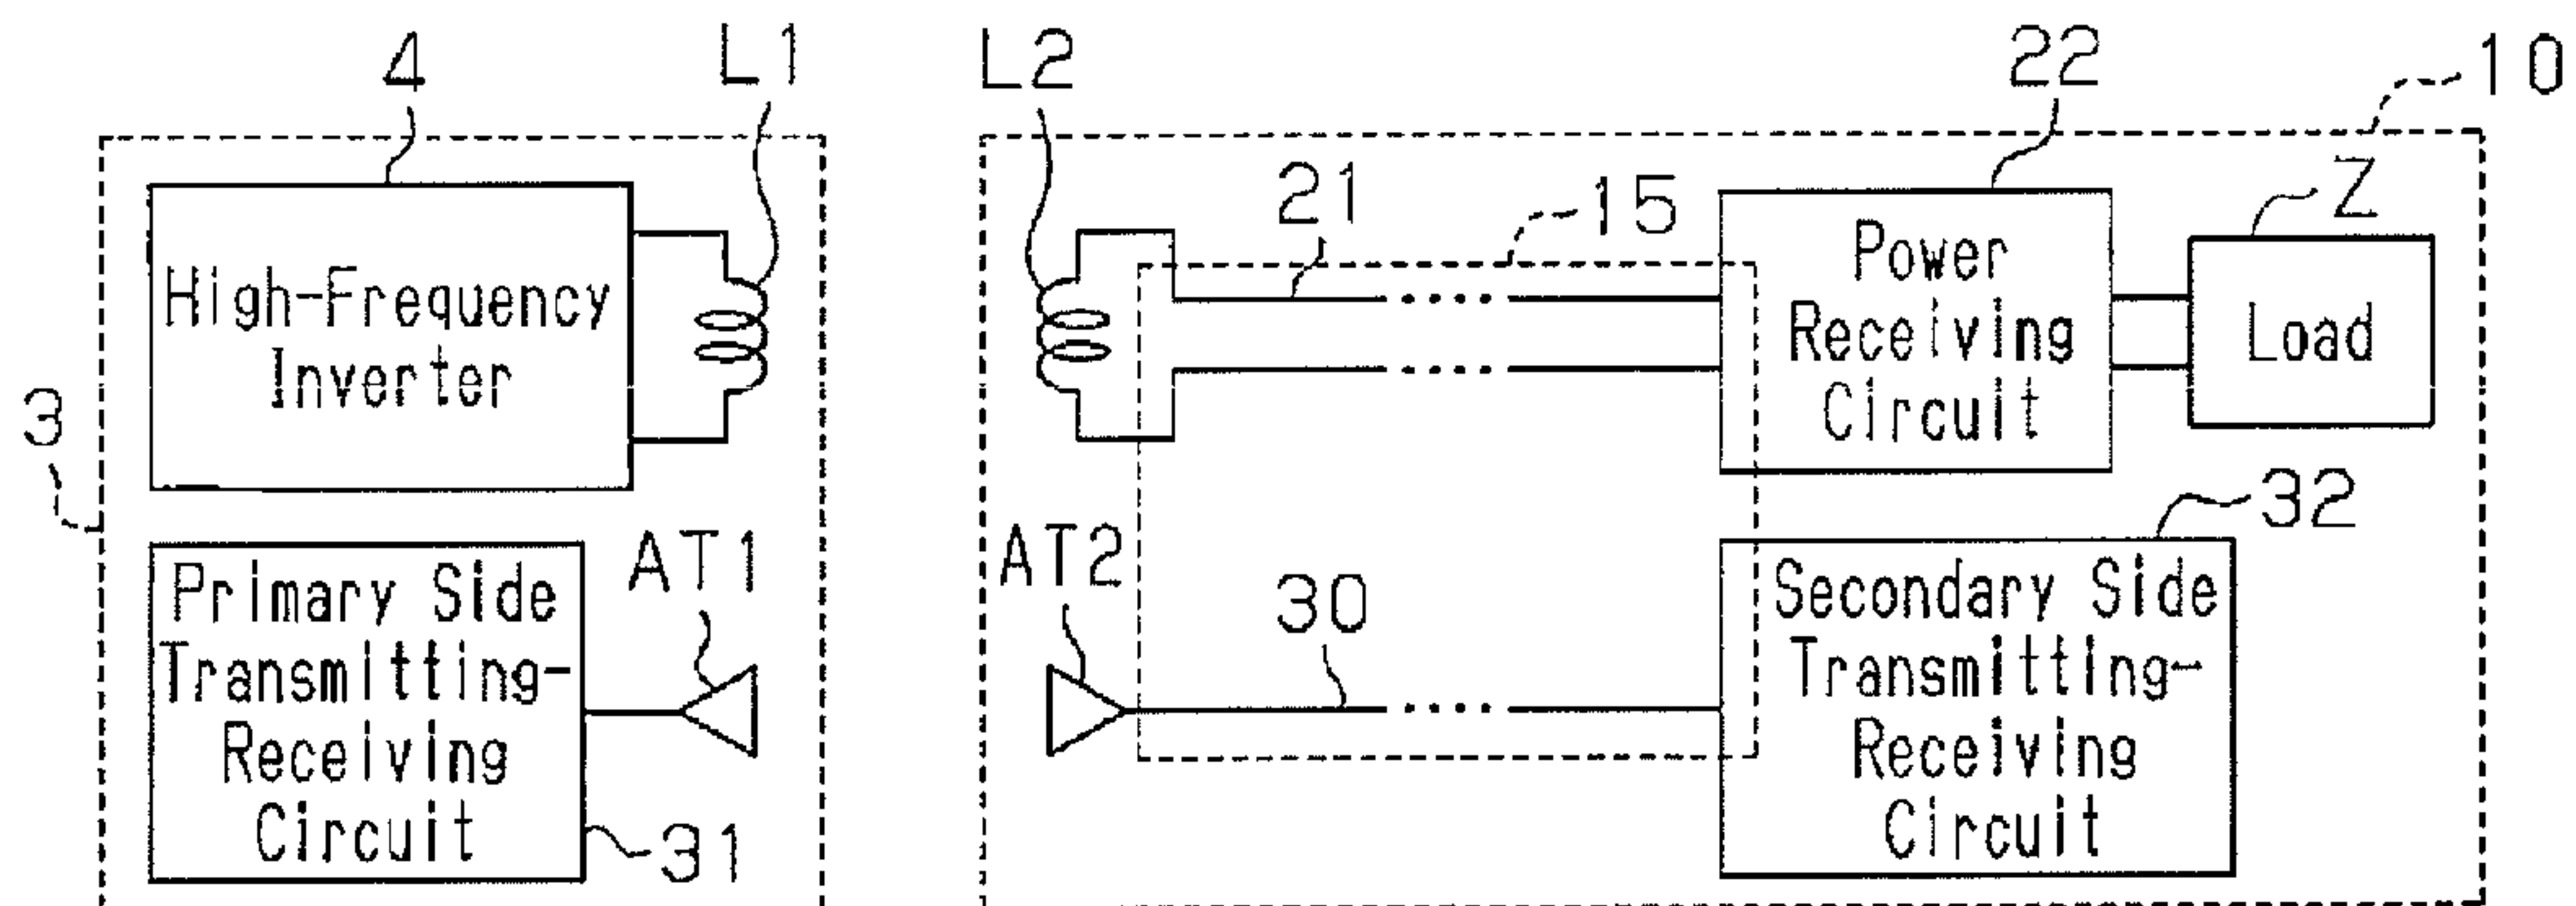 4
L1
L2
22
10
21
15
Z
High-Frequency
Inverter
Power
Receiving
Circuit
Load
3
32
AT1
AT2
30
Primary Side
Transmitting-
Receiving
Circuit
31
Secondary Side
Transmitting-
Receiving
Circuit